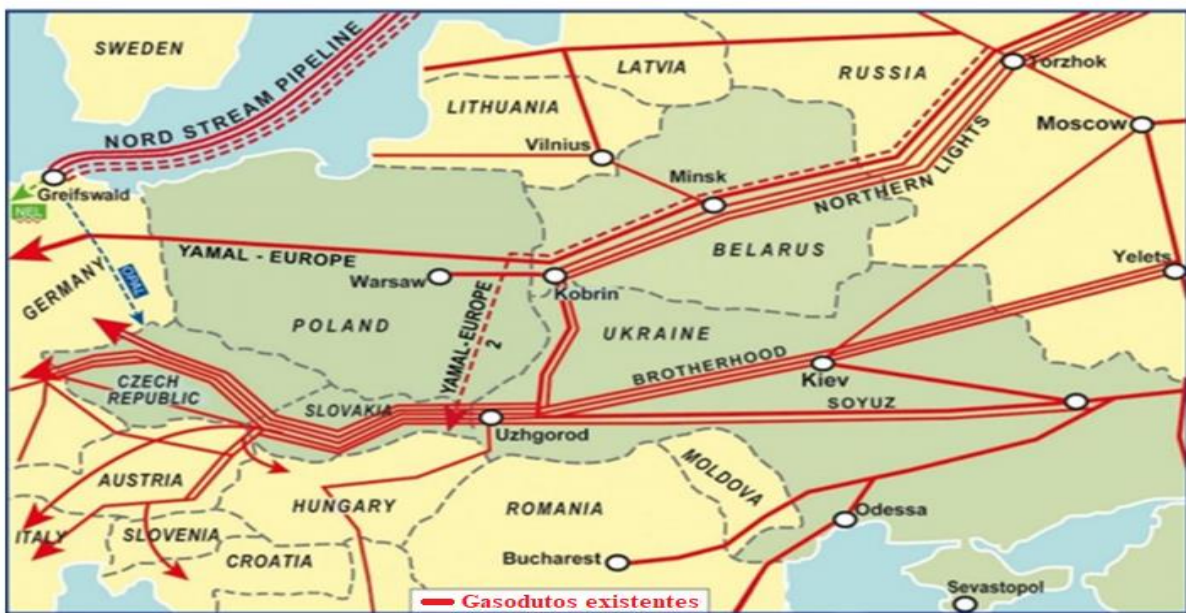 SWEDEN
NORD STREAM PIPELINE
LATVIA
RUSSIA
Torzhok
LITHUANIA
Vilnius
Moscow
Greifswald
NEL
Minsk
NORTHERN LIGHTS
BELARUS
YAMAL - EUROPE
OPAL
Warsaw
Kobrin
Yelets
GERMANY
POLAND
UKRAINE
YAMAL-EUROPE
2
BROTHERHOOD
Kiev
CZECH
REPUBLIC
SLOVAKIA
SOYUZ
Uzhgorod
AUSTRIA
MOLDOVA
HUNGARY
ROMANIA
Odessa
ITALY
SLOVENIA
CROATIA
Bucharest
Sevastopol
Gasodutos existentes